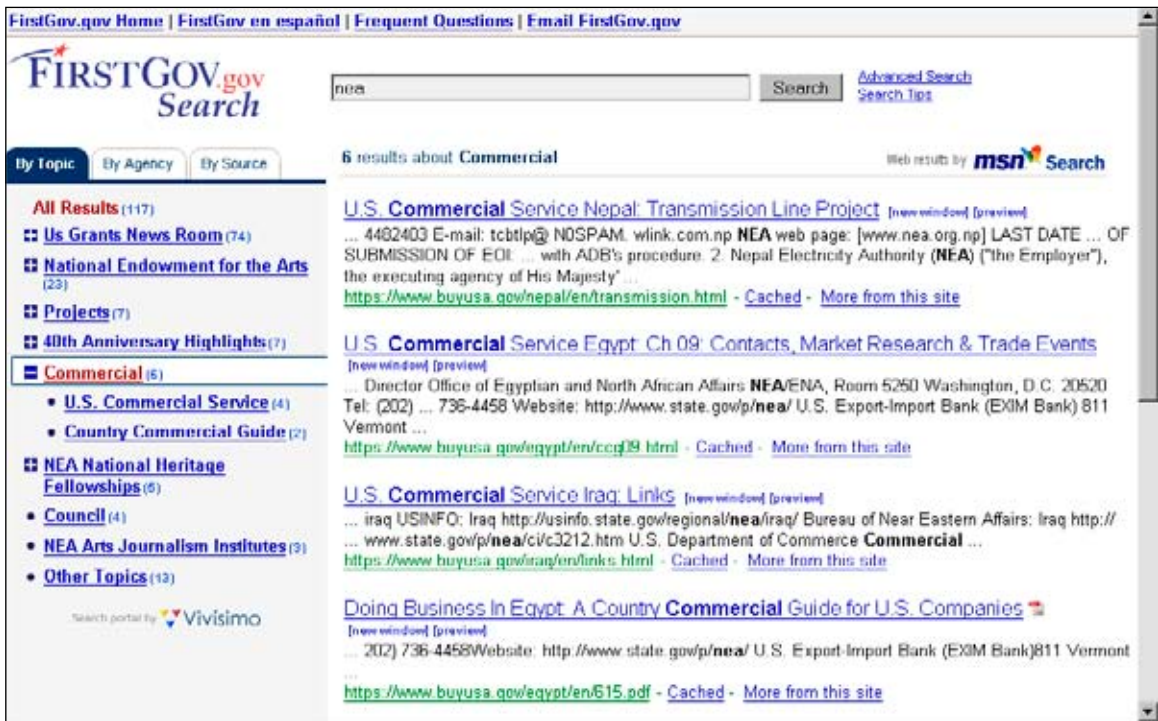 FirstGov.gov Home | FirstGov en español | Frequent Questions | Email FirstGov.gov
FIRSTGOV.gov
Search
nea
Search
Advanced Search
Search Tips
By Topic
By Agency
By Source
All Results (117)
Us Grants News Room (74)
National Endowment for the Arts
(23)
Projects (7)
40th Anniversary Highlights (7)
Commercial (6)
U.S. Commercial Service (4)
Country Commercial Guide (2)
NEA National Heritage
Fellowships (6)
Council (4)
NEA Arts Journalism Institutes (3)
Other Topics (13)
Search portal by Vivísimo
6 results about Commercial
Web results by msn Search
U.S. Commercial Service Nepal: Transmission Line Project [new window] [preview]
... 4482403 E-mail: tcbtlp@ N0SPAM. wlink.com.np NEA web page: [www.nea.org.np] LAST DATE ... OF
SUBMISSION OF EOI: ... with ADB's procedure. 2. Nepal Electricity Authority (NEA) ("the Employer"),
the executing agency of His Majesty' ...
https://www.buyusa.gov/nepal/en/transmission.html - Cached - More from this site
U.S. Commercial Service Egypt: Ch 09: Contacts, Market Research & Trade Events
[new window] [preview]
... Director Office of Egyptian and North African Affairs NEA/ENA, Room 5250 Washington, D.C. 20520
Tel: (202) ... 736-4458 Website: http://www.state.gov/p/nea/ U.S. Export-Import Bank (EXIM Bank) 811
Vermont ...
https://www.buyusa.gov/egypt/en/ccg09.html - Cached - More from this site
U.S. Commercial Service Iraq: Links [new window] [preview]
... iraq USINFO: Iraq http://usinfo.state.gov/regional/nea/iraq/ Bureau of Near Eastern Affairs: Iraq http://
... www.state.gov/p/nea/ci/c3212.htm U.S. Department of Commerce Commercial ...
https://www.buyusa.gov/iraq/en/links.html - Cached - More from this site
Doing Business In Egypt: A Country Commercial Guide for U.S. Companies
[new window] [preview]
... 202) 736-4458Website: http://www.state.gov/p/nea/ U.S. Export-Import Bank (EXIM Bank)811 Vermont
...
https://www.buyusa.gov/egypt/en/615.pdf - Cached - More from this site